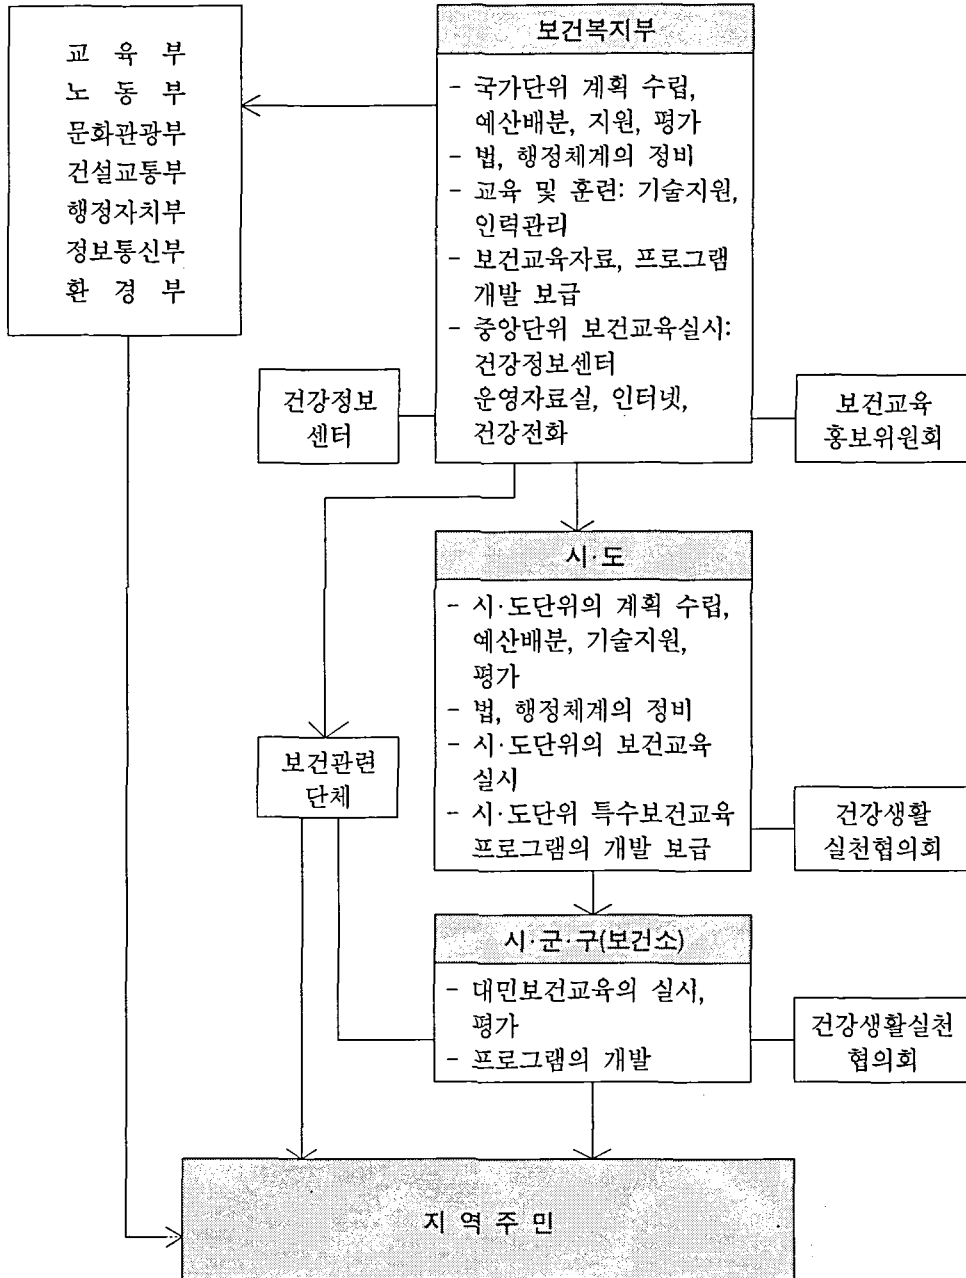 교 육 부
노 동 부
문화관광부
건설교통부
행정자치부
정보통신부
환 경 부
보건복지부
- 국가단위 계획 수립,
예산배분, 지원, 평가
- 법, 행정체계의 정비
- 교육 및 훈련: 기술지원,
인력관리
- 보건교육자료, 프로그램
개발 보급
- 중앙단위 보건교육실시:
건강정보센터
운영자료실, 인터넷,
건강전화
건강정보
센터
보건교육
홍보위원회
시·도
- 시·도단위의 계획 수립,
예산배분, 기술지원,
평가
- 법, 행정체계의 정비
- 시·도단위의 보건교육
실시
- 시·도단위 특수보건교육
프로그램의 개발 보급
보건관련
단체
건강생활
실천협의회
시·군·구(보건소)
- 대민보건교육의 실시,
평가
- 프로그램의 개발
건강생활실천
협의회
지 역 주 민